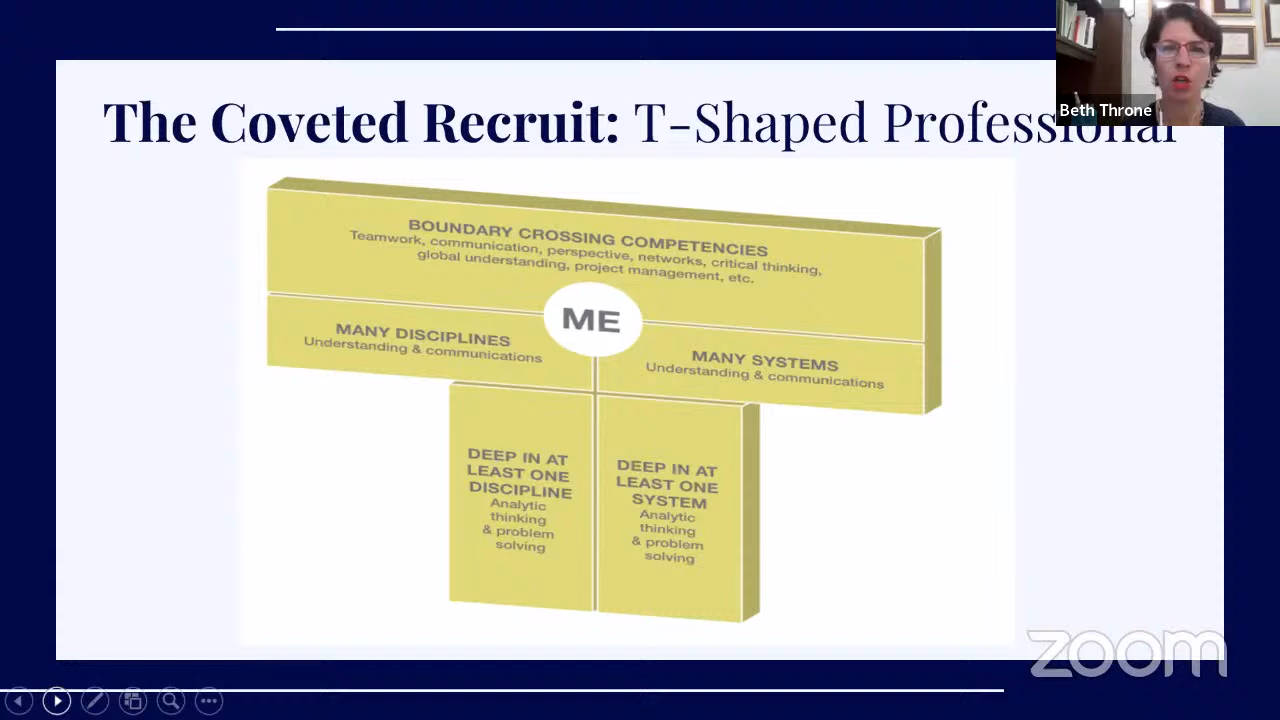 The Coveted Recruit: T-Shaped Professional
Beth Throne
BOUNDARY CROSSING COMPETENCIES
Teamwork, communication, perspective, networks, critical thinking,
global understanding, project management, etc.
ME
MANY DISCIPLINES
Understanding & communications
MANY SYSTEMS
Understanding & communications
DEEP IN AT
LEAST ONE
DISCIPLINE
Analytic
thinking
& problem
solving
DEEP IN AT
LEAST ONE
SYSTEM
Analytic
thinking
& problem
solving
zoom